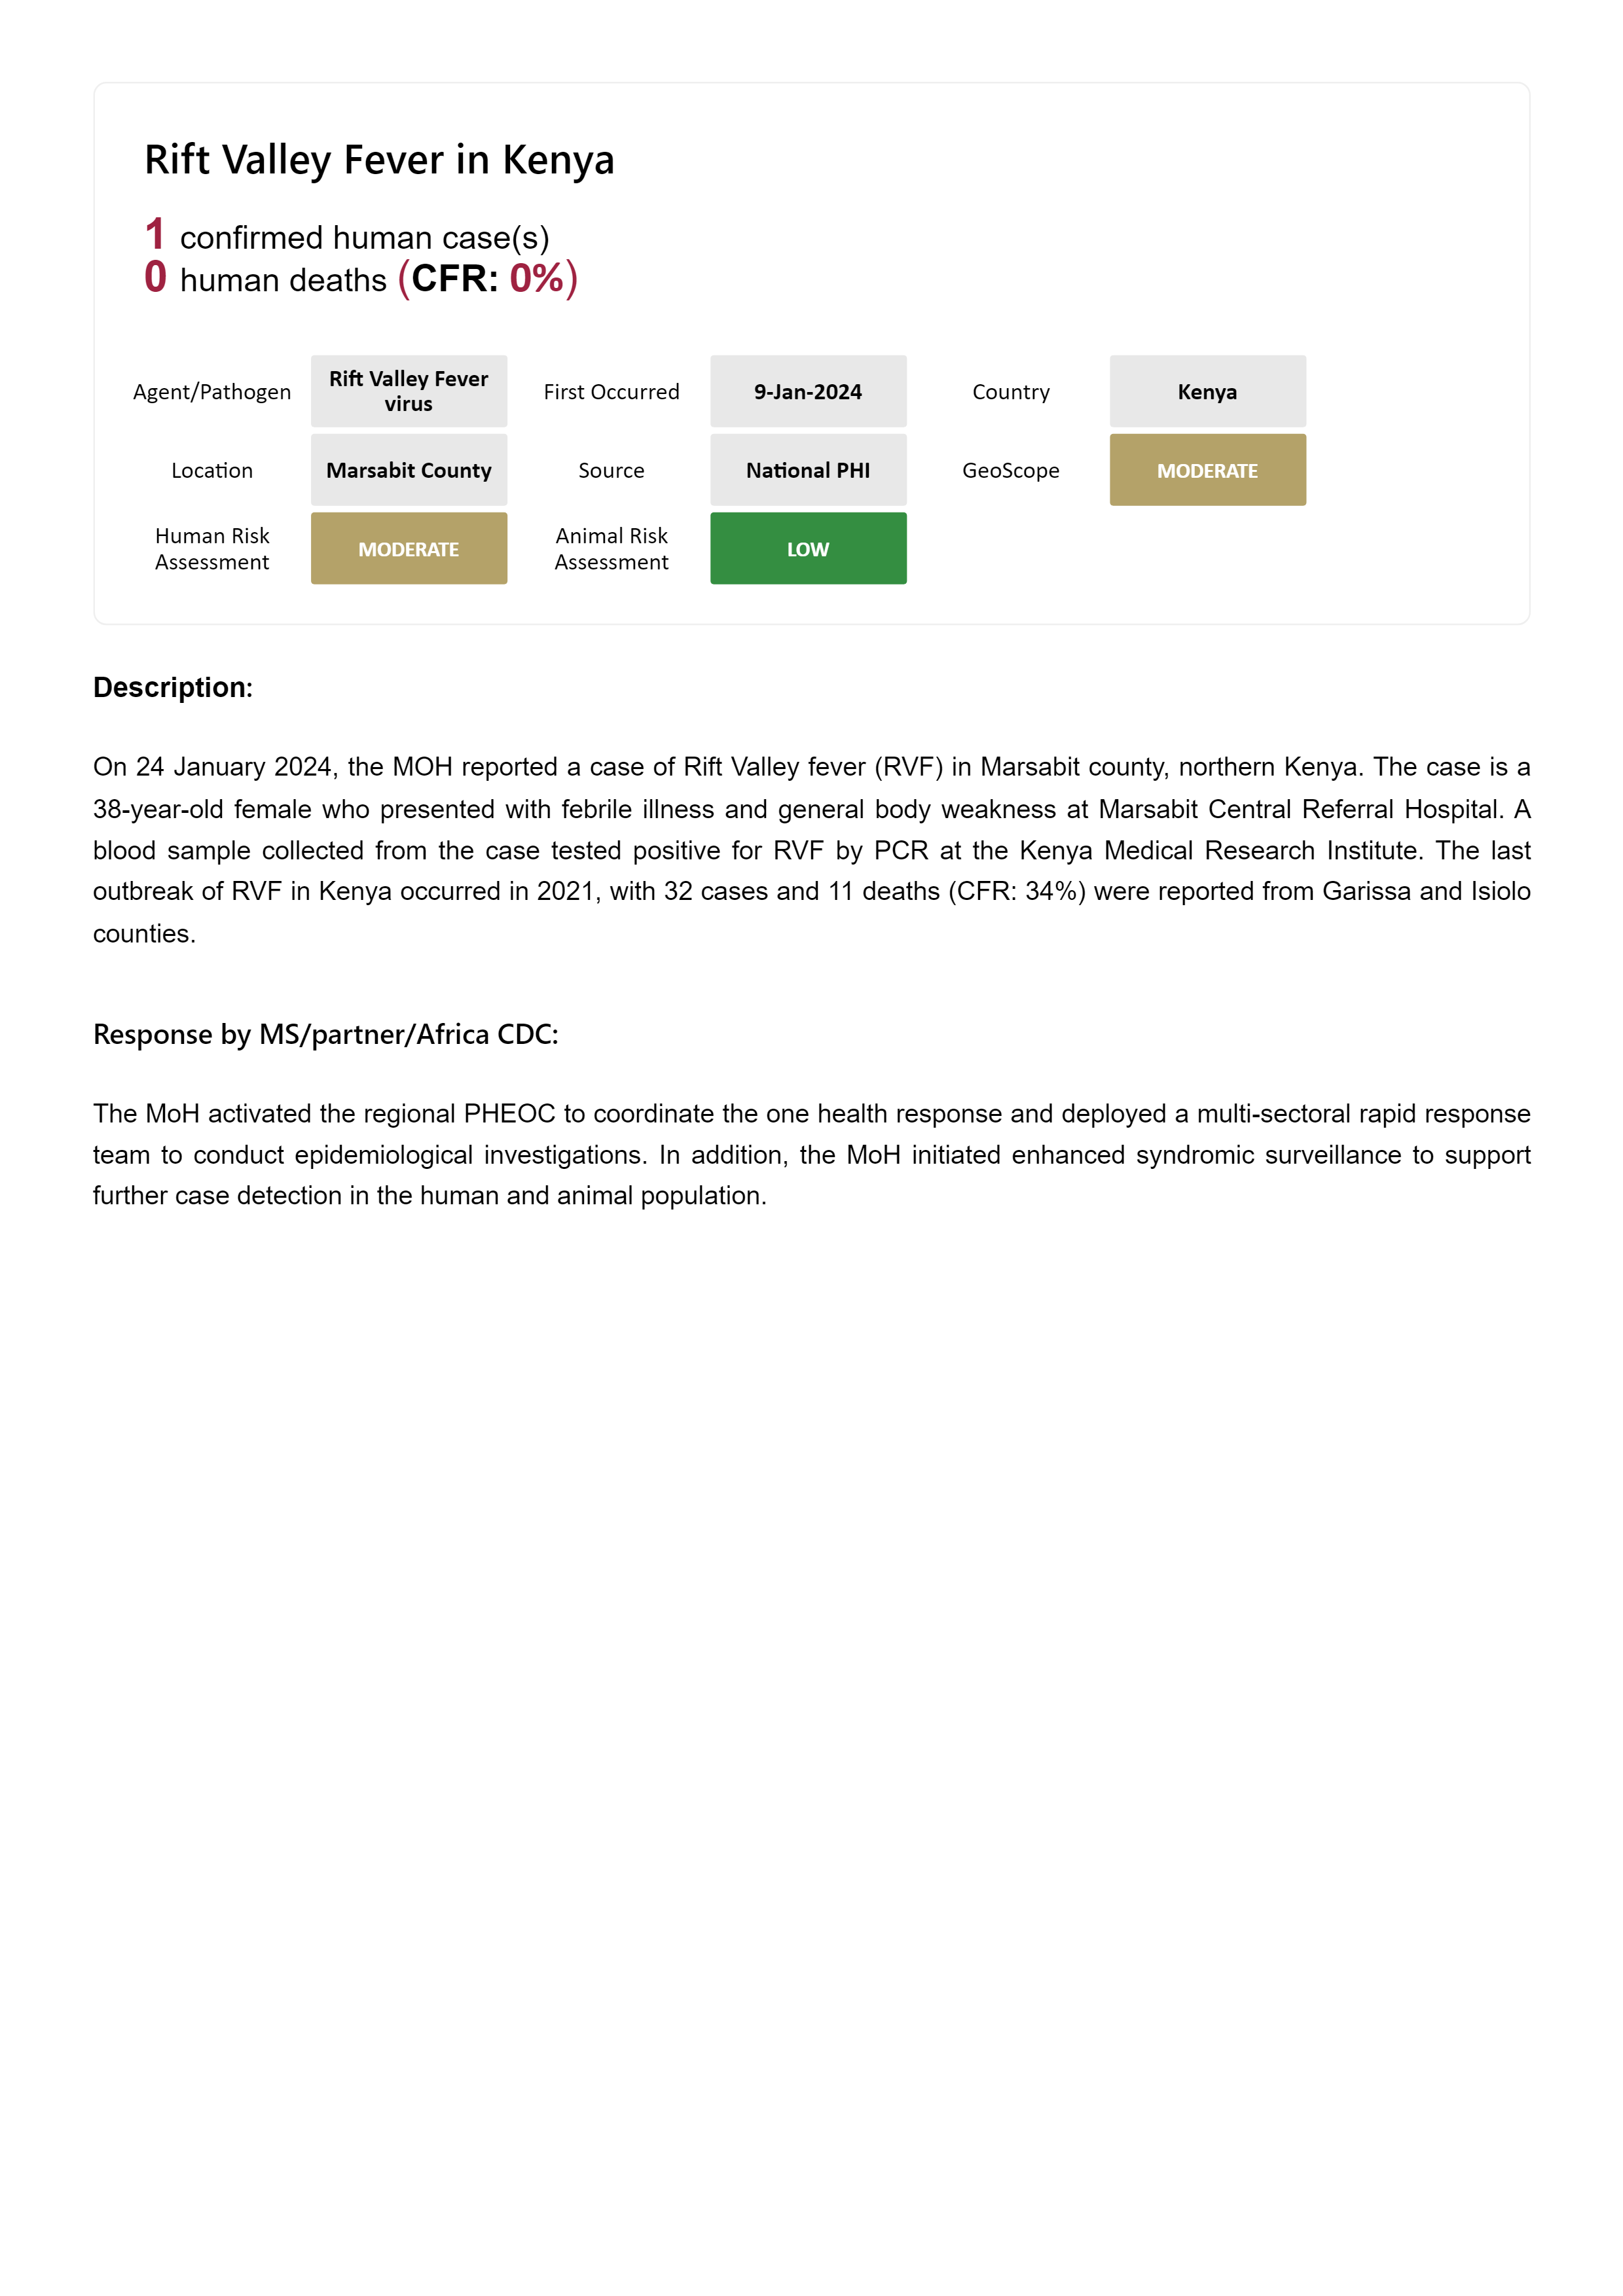 Rift Valley Fever in Kenya
1 confirmed human case(s)
0 human deaths (CFR: 0%)
Agent/Pathogen
Rift Valley Fever
virus
First Occurred
9-Jan-2024
Country
Kenya
Location
Marsabit County
Source
National PHI
GeoScope
MODERATE
Human Risk
Assessment
MODERATE
Animal Risk
Assessment
LOW
Description:
On 24 January 2024, the MOH reported a case of Rift Valley fever (RVF) in Marsabit county, northern Kenya. The case is a
38-year-old female who presented with febrile illness and general body weakness at Marsabit Central Referral Hospital. A
blood sample collected from the case tested positive for RVF by PCR at the Kenya Medical Research Institute. The last
outbreak of RVF in Kenya occurred in 2021, with 32 cases and 11 deaths (CFR: 34%) were reported from Garissa and Isiolo
counties.
Response by MS/partner/Africa CDC:
The MoH activated the regional PHEOC to coordinate the one health response and deployed a multi-sectoral rapid response
team to conduct epidemiological investigations. In addition, the MoH initiated enhanced syndromic surveillance to support
further case detection in the human and animal population.